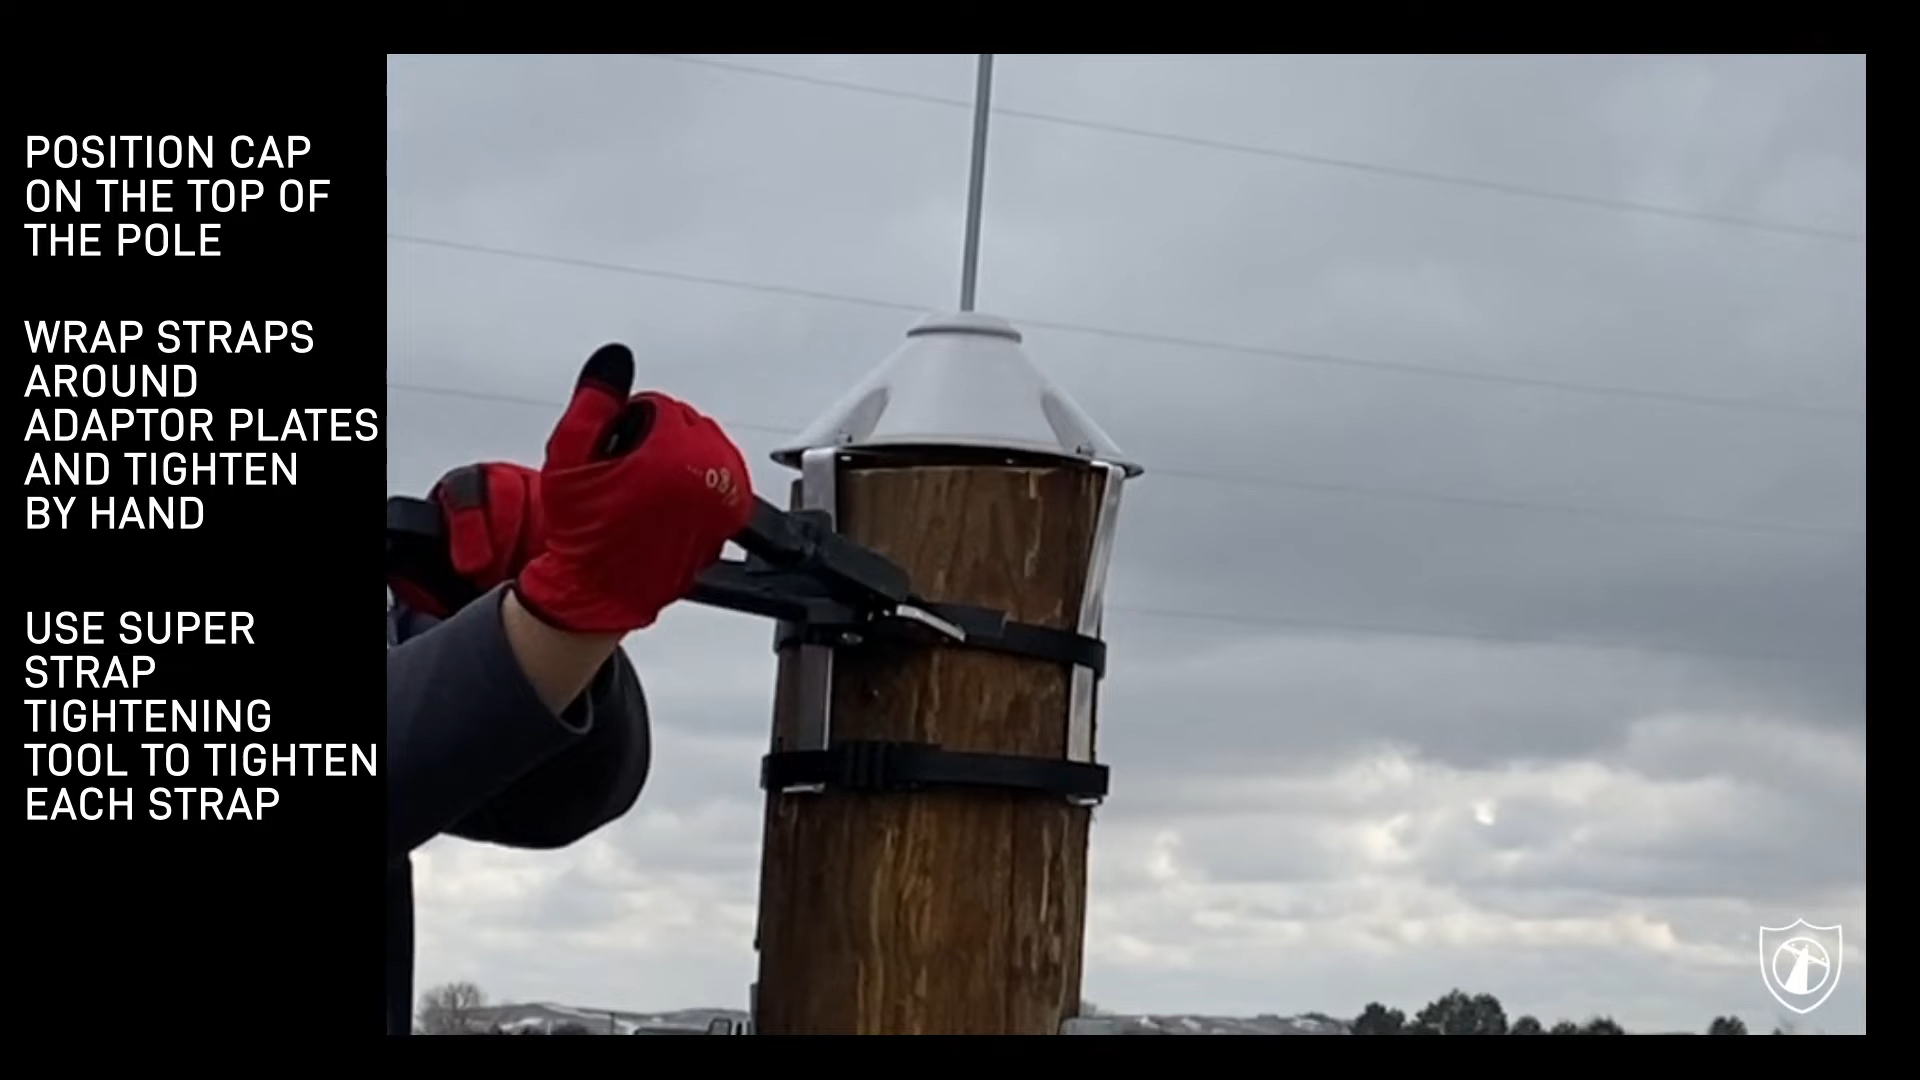 POSITION CAP
ON THE TOP OF
THE POLE
WRAP STRAPS
AROUND
ADAPTOR PLATES
AND TIGHTEN
BY HAND
USE SUPER
STRAP
TIGHTENING
TOOL TO TIGHTEN
EACH STRAP